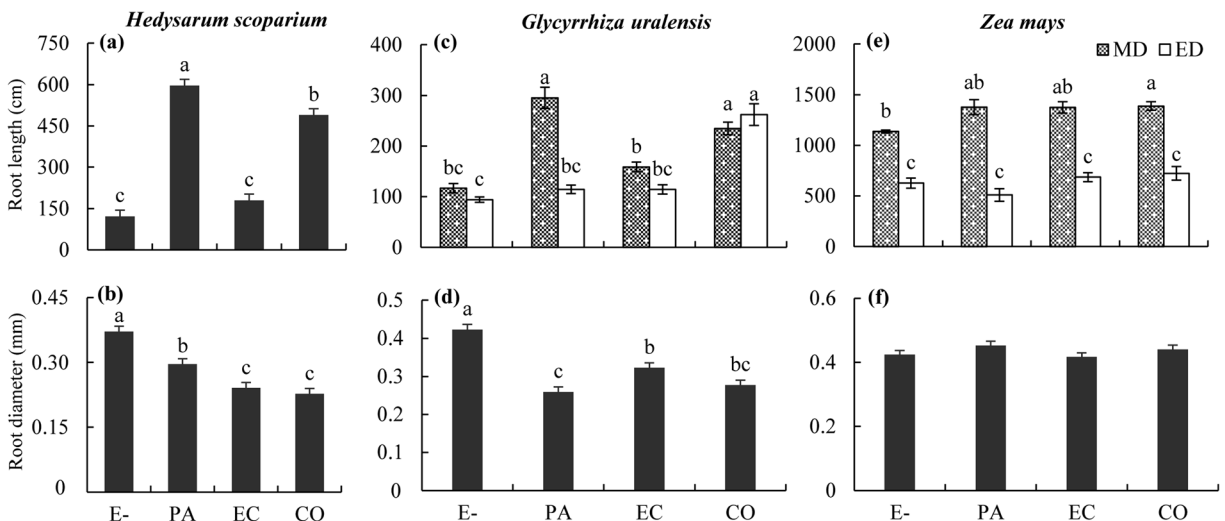 Hedysarum scoparium
Glycyrrhiza uralensis
Zea mays
(a)
Root length (cm)
750
600
450
300
150
0
c
a
c
b
(c)
400
300
200
100
0
bc
c
a
bc
b
bc
a
a
(e)
2000
1500
1000
500
0
MD
ED
b
c
ab
c
ab
c
a
c
(b)
Root diameter (mm)
0.45
0.30
0.15
0
a
b
c
c
E- PA EC CO
(d)
0.5
0.4
0.3
0.2
0.1
0
a
c
b
bc
E- PA EC CO
(f)
0.6
0.4
0.2
0
E- PA EC CO